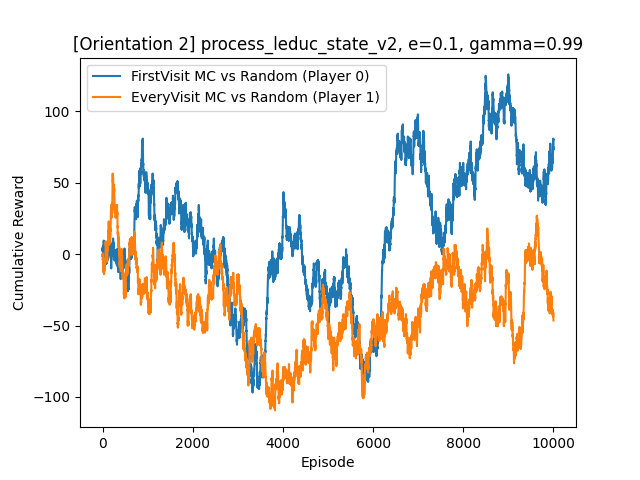 [Orientation 2] process_leduc_state_v2, e=0.1, gamma=0.99
FirstVisit MC vs Random (Player 0)
EveryVisit MC vs Random (Player 1)
Cumulative Reward
100
50
0
−50
−100
0
2000
4000
6000
8000
10000
Episode